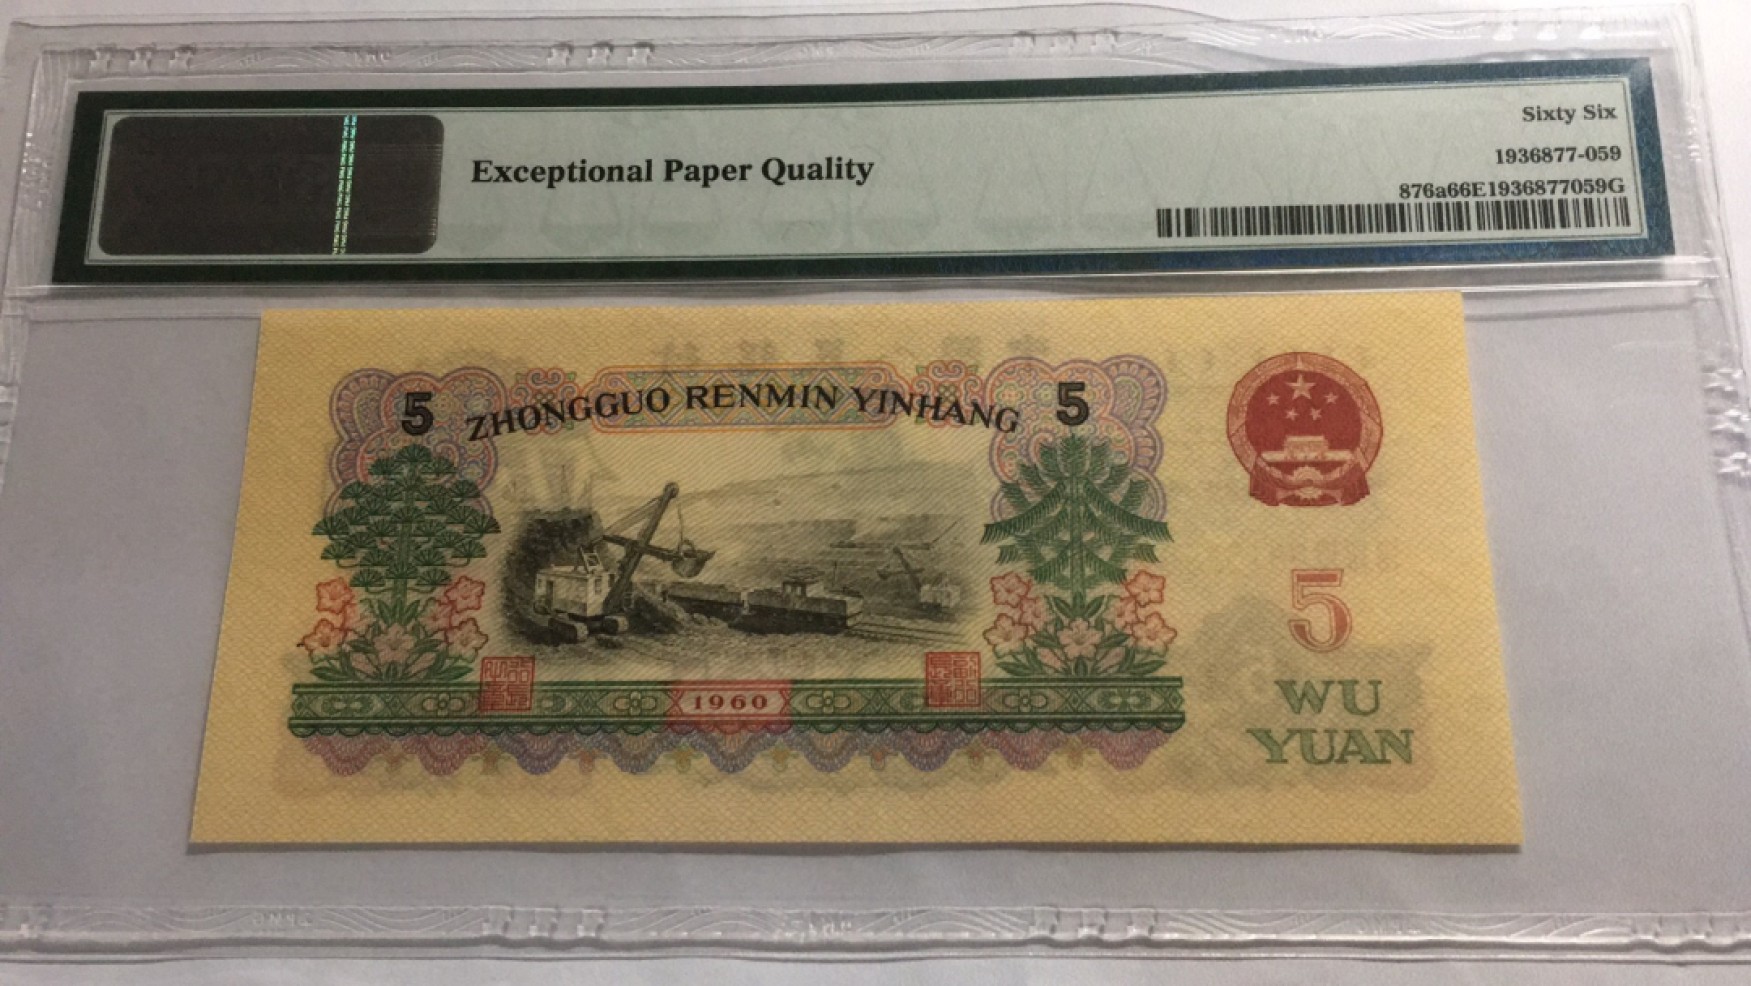 Sixty Six
Exceptional Paper Quality
1936877-059
876a66E1936877059G
5 ZHONGGUO RENMIN YINHANG 5
5
1960
WU
YUAN